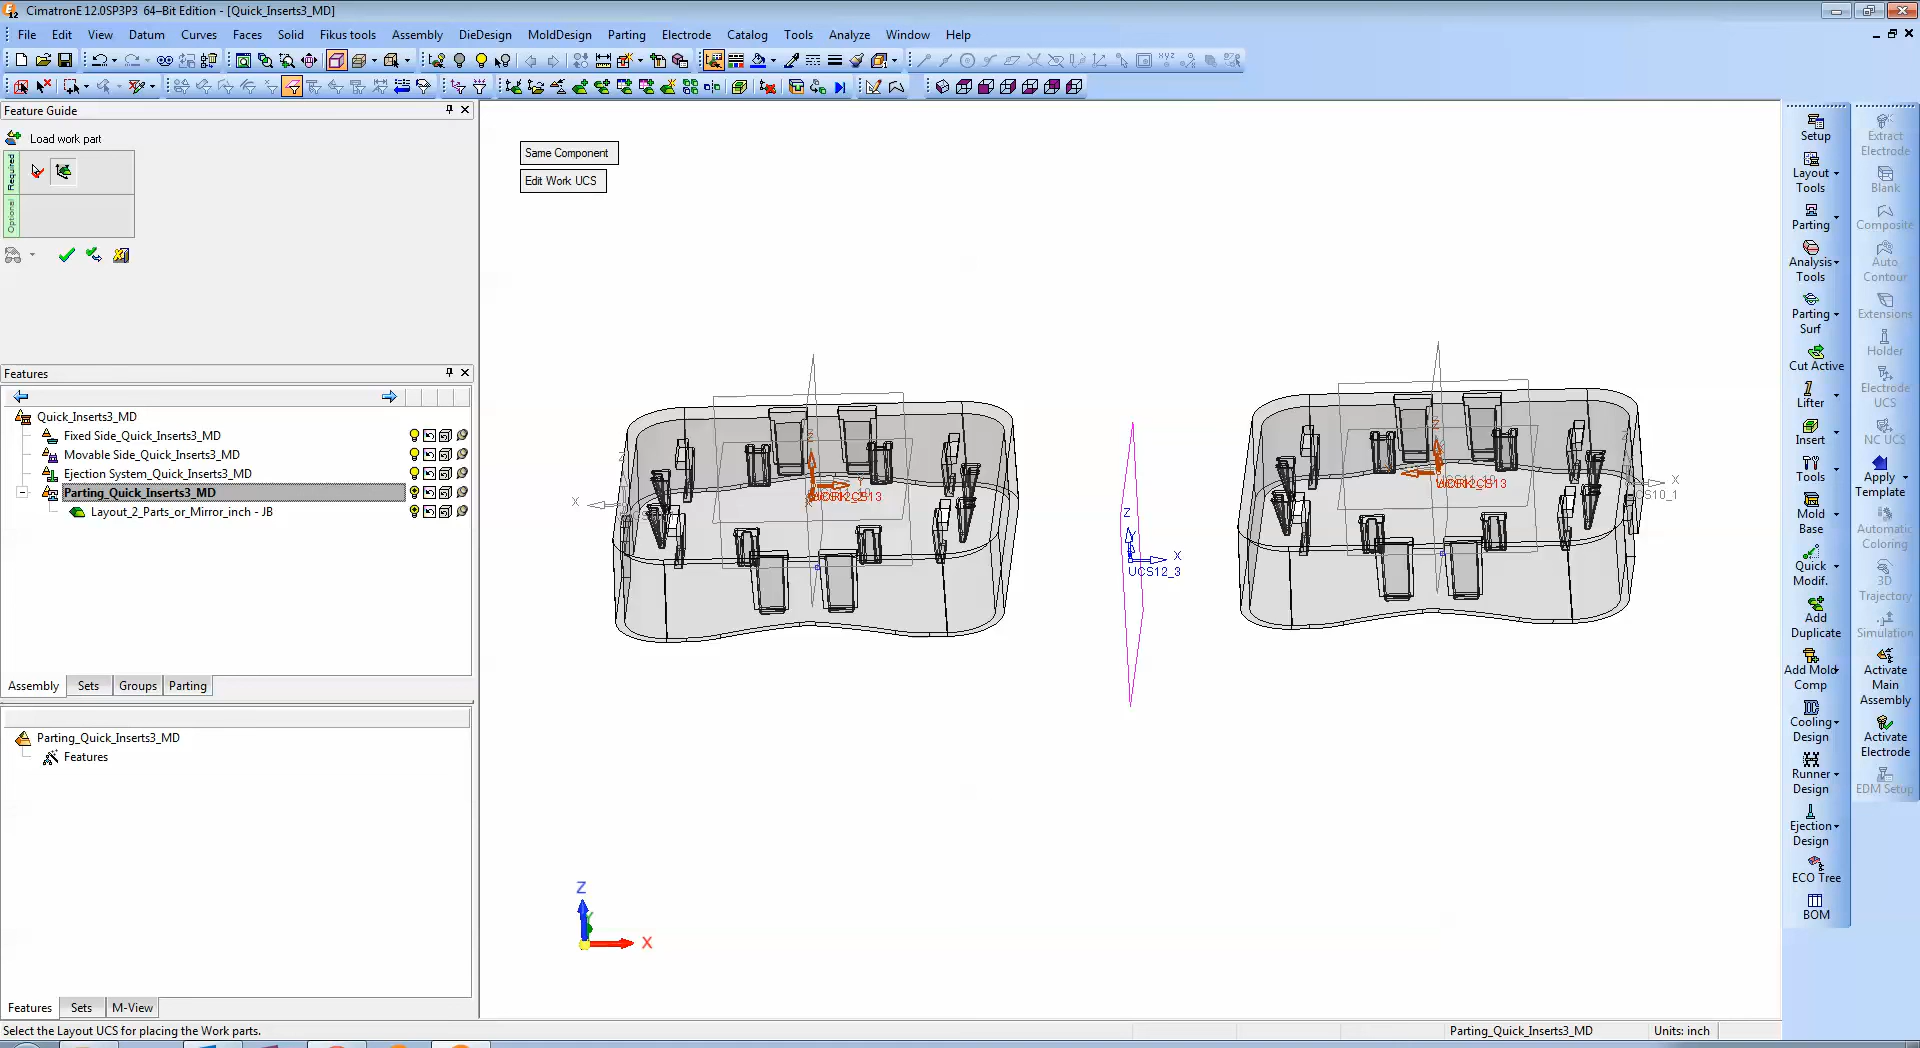 CimatronE 12.0SP3P3 64–Bit Edition - [Quick_Inserts3_MD]
File Edit View Datum Curves Faces Solid Fikus tools Assembly DieDesign MoldDesign Parting Electrode Catalog Tools Analyze Window Help
Feature Guide
Load work part
Required
Optional
Features
Quick_Inserts3_MD
Fixed Side_Quick_Inserts3_MD
Movable Side_Quick_Inserts3_MD
Ejection System_Quick_Inserts3_MD
Parting_Quick_Inserts3_MD
Layout_2_Parts_or_Mirror_inch - JB
Assembly Sets Groups Parting
Parting_Quick_Inserts3_MD
Features
Features Sets M-View
Same Component
Edit Work UCS
X
Z
X
UCS12_3
X
Z
X
Setup
Layout
Tools
Parting
Analysis
Tools
Parting
Surf
Cut Active
Lifter
Insert
Tools
Mold
Base
Quick
Modif.
Add
Duplicate
Add Mold
Comp
Cooling
Design
Runner
Design
Ejection
Design
ECO Tree
BOM
Extract
Electrode
Blank
Composite
Auto
Contour
Extensions
Holder
Electrode
UCS
NC UCS
Apply
Template
Automatic
Coloring
3D
Trajectory
Simulation
Activate
Main
Assembly
Activate
Electrode
EDM Setup
Select the Layout UCS for placing the Work parts.
Parting_Quick_Inserts3_MD
Units: inch